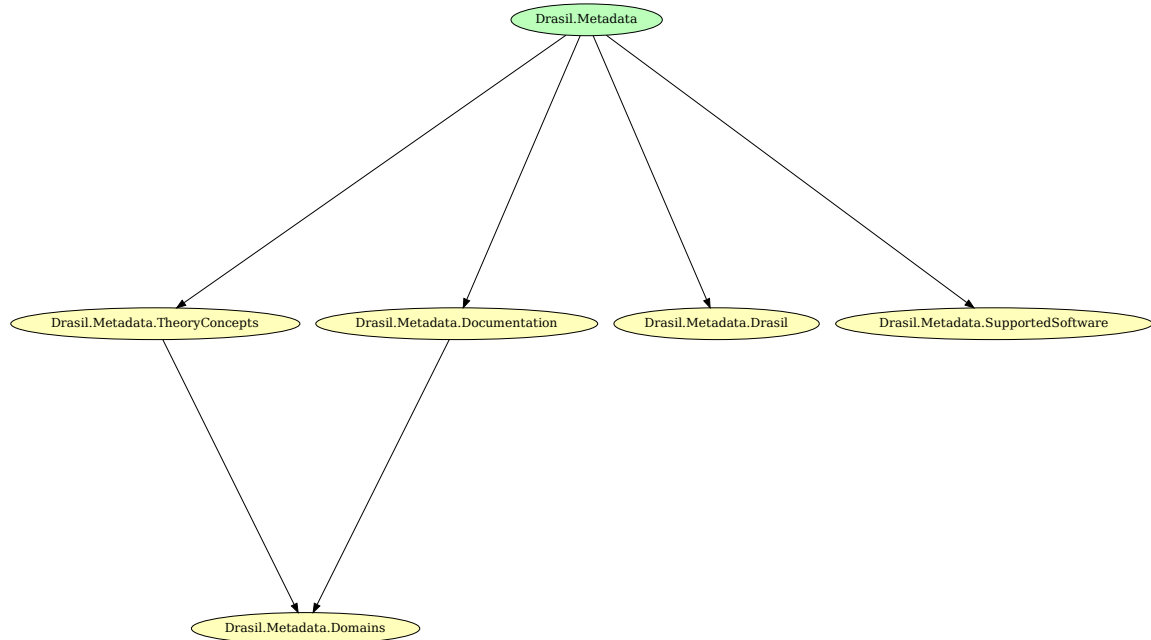 Drasil.Metadata
Drasil.Metadata.TheoryConcepts
Drasil.Metadata.Documentation
Drasil.Metadata.Drasil
Drasil.Metadata.SupportedSoftware
Drasil.Metadata.Domains